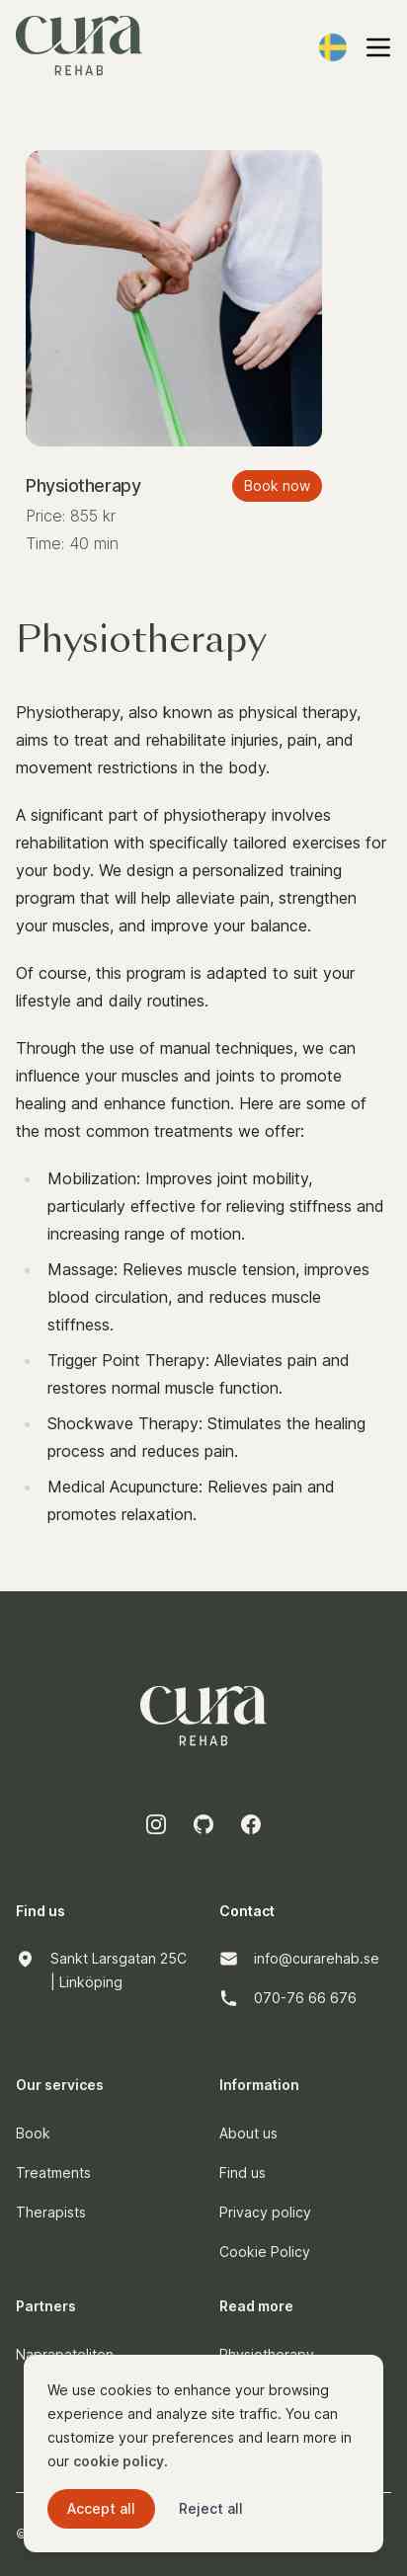 cura
REHAB
Physiotherapy
Book now
Price: 855 kr
Time: 40 min
Physiotherapy
Physiotherapy, also known as physical therapy,
aims to treat and rehabilitate injuries, pain, and
movement restrictions in the body.
A significant part of physiotherapy involves
rehabilitation with specifically tailored exercises for
your body. We design a personalized training
program that will help alleviate pain, strengthen
your muscles, and improve your balance.
Of course, this program is adapted to suit your
lifestyle and daily routines.
Through the use of manual techniques, we can
influence your muscles and joints to promote
healing and enhance function. Here are some of
the most common treatments we offer:
Mobilization: Improves joint mobility,
particularly effective for relieving stiffness and
increasing range of motion.
Massage: Relieves muscle tension, improves
blood circulation, and reduces muscle
stiffness.
Trigger Point Therapy: Alleviates pain and
restores normal muscle function.
Shockwave Therapy: Stimulates the healing
process and reduces pain.
Medical Acupuncture: Relieves pain and
promotes relaxation.
cura
REHAB
Find us
Sankt Larsgatan 25C
| Linköping
Contact
info@curarehab.se
070-76 66 676
Our services
Book
Treatments
Therapists
Information
About us
Find us
Privacy policy
Cookie Policy
Partners
Read more
Physiotherapy
We use cookies to enhance your browsing
experience and analyze site traffic. You can
customize your preferences and learn more in
our cookie policy.
Accept all
Reject all
©